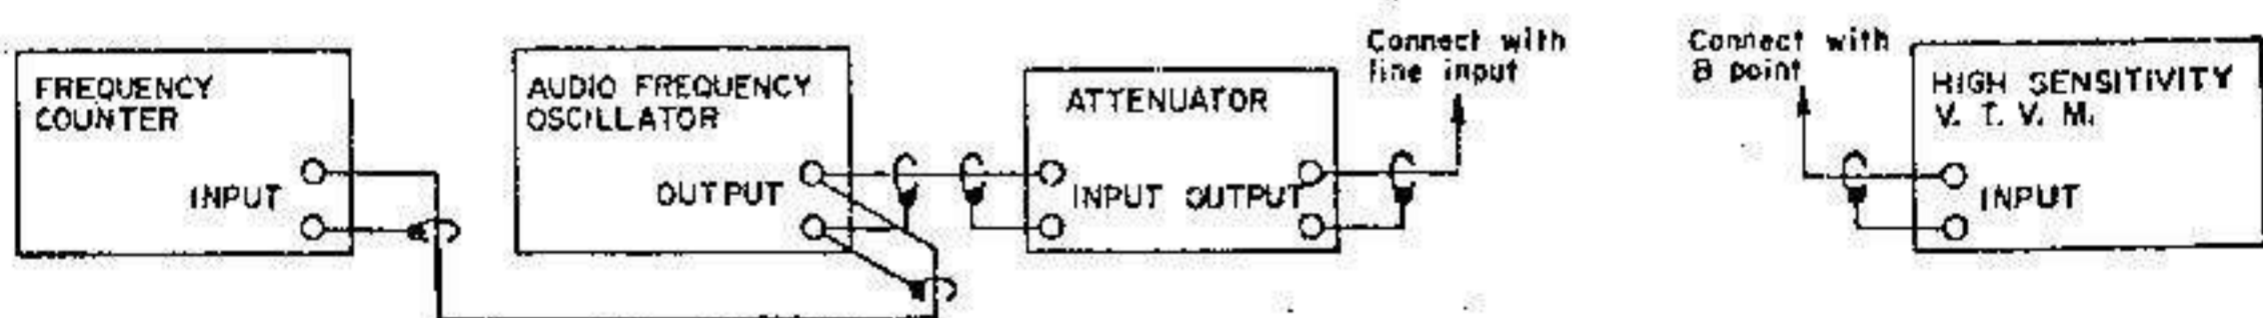 FREQUENCY
COUNTER
INPUT
AUDIO FREQUENCY
OSCILLATOR
OUTPUT
ATTENUATOR
INPUT OUTPUT
Connect with
line input
Connect with
B point
HIGH SENSITIVITY
V. T. V. M.
INPUT